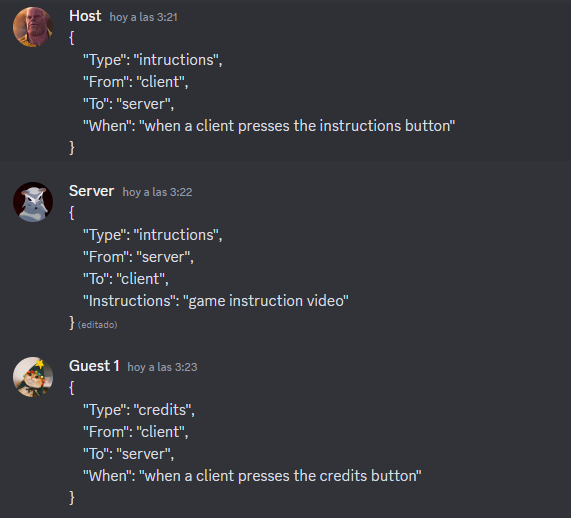 Host hoy a las 3:21
{
"Type": "intructions",
"From": "client",
"To": "server",
"When": "when a client presses the instructions button"
}
Server hoy a las 3:22
{
"Type": "intructions",
"From": "server",
"To": "client",
"Instructions": "game instruction video"
} (editado)
Guest 1 hoy a las 3:23
{
"Type": "credits",
"From": "client",
"To": "server",
"When": "when a client presses the credits button"
}